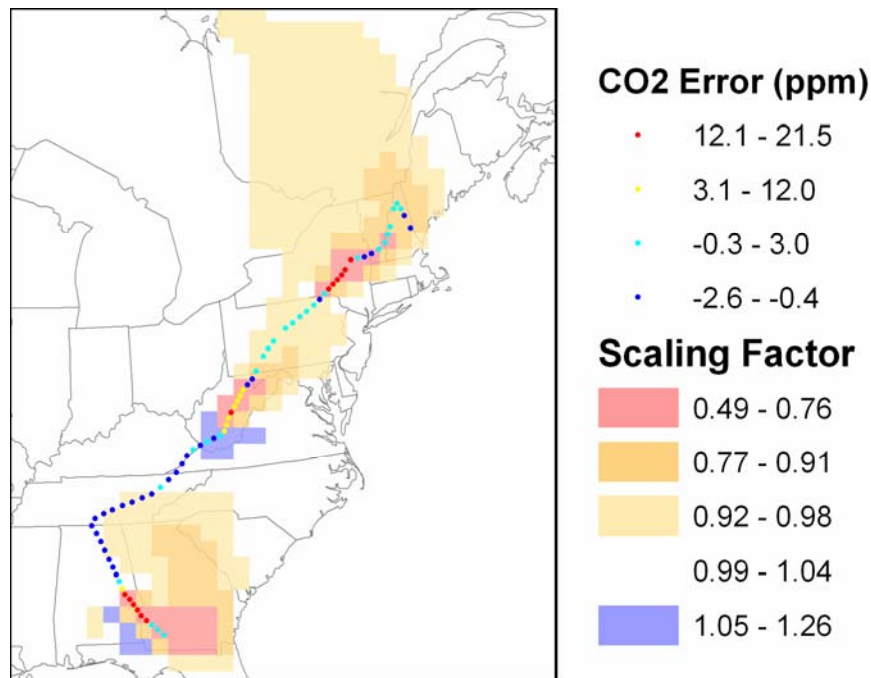 CO2 Error (ppm)
12.1 - 21.5
3.1 - 12.0
-0.3 - 3.0
-2.6 - -0.4
Scaling Factor
0.49 - 0.76
0.77 - 0.91
0.92 - 0.98
0.99 - 1.04
1.05 - 1.26